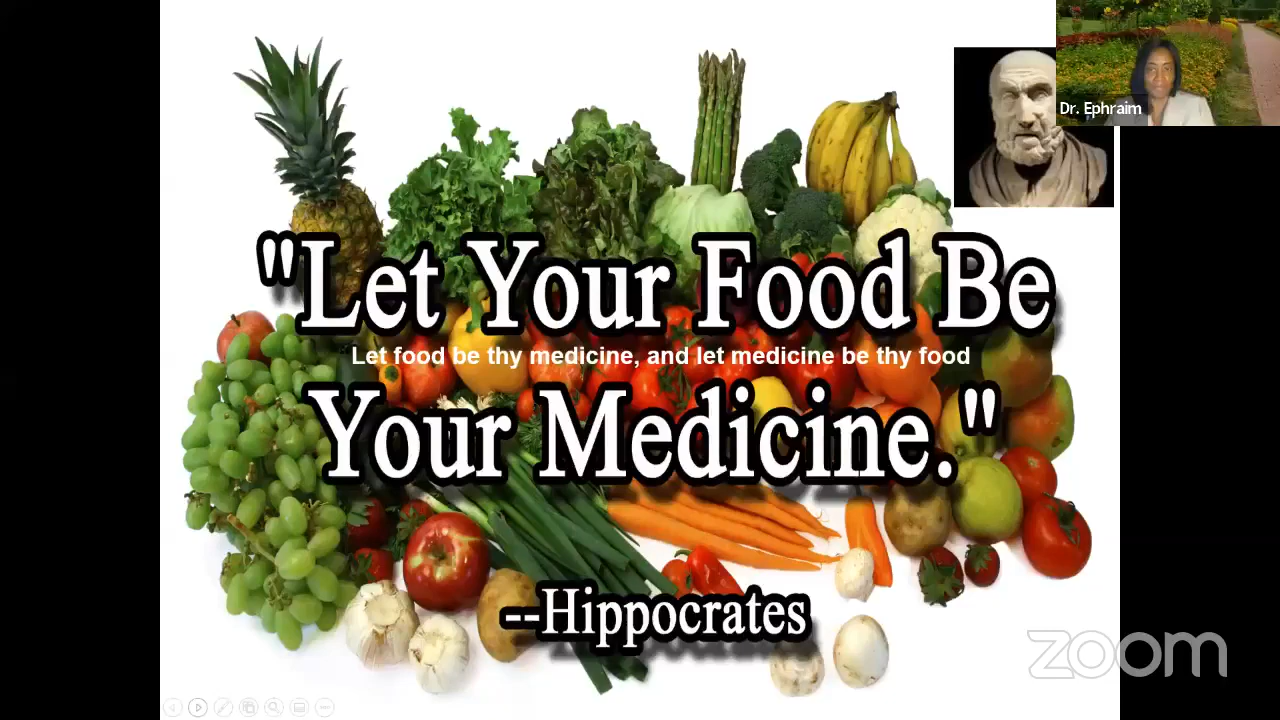 Dr. Ephraim
"Let Your Food Be
Let food be thy medicine, and let medicine be thy food
Your Medicine."
--Hippocrates
zoom